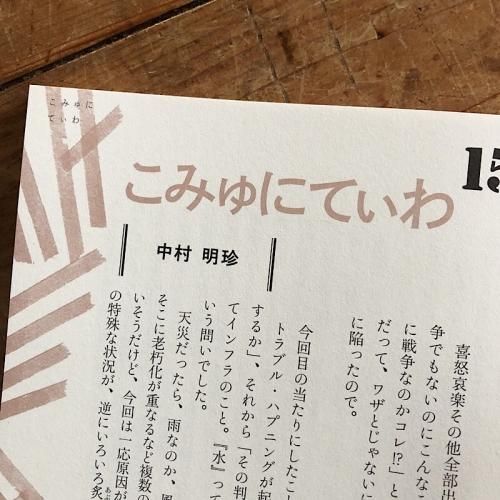 こみゅに
てぃわ
こみゅにてぃわ
15
中村 明珍
喜怒哀楽その他全部出
争でもないのにこんな
に戦争なのかコレ!?」と
だって、ワザとじゃないに
に陥ったので。
今回目の当たりにしたこ
トラブル・ハプニングが起
するか」、それから「その判
てインフラのこと。『水』って
いう問いでした。
天災だったら、雨なのか、風
そこに老朽化が重なるなど複数の
いそうだけど、今回は一応原因が
の特殊な状況が、逆にいろいろ炙